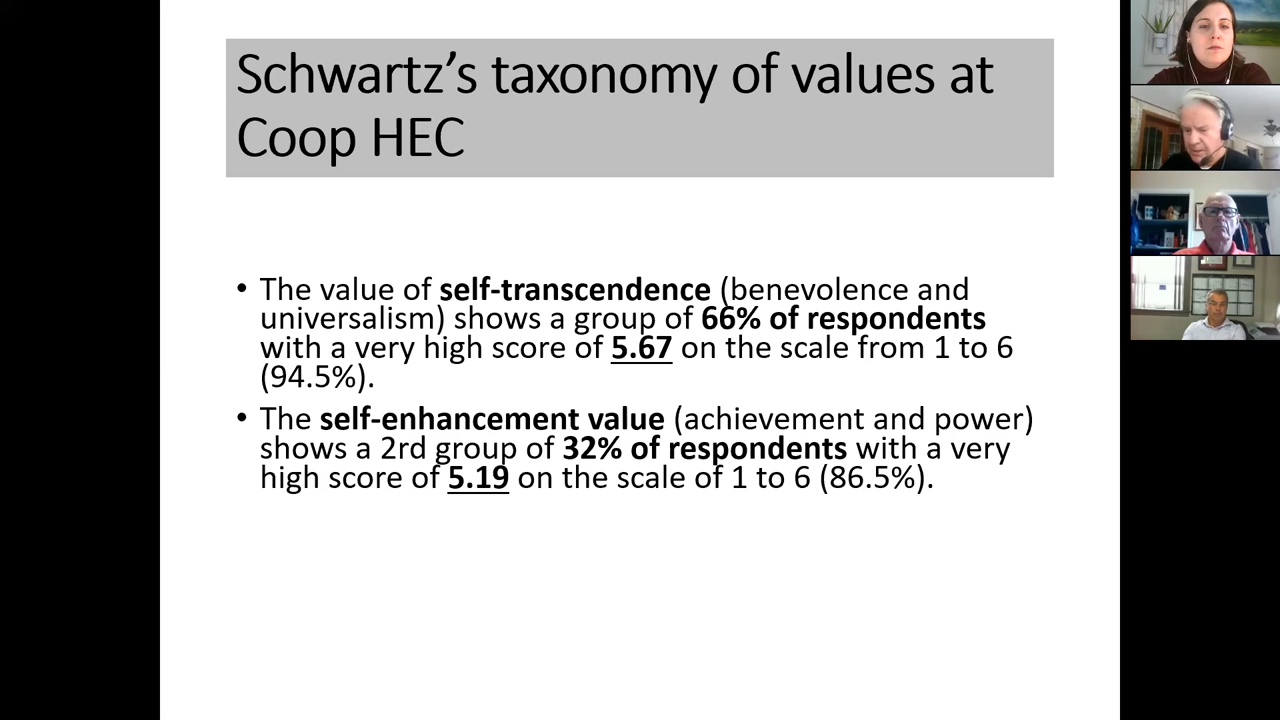 Schwartz’s taxonomy of values at
Coop HEC
• The value of self-transcendence (benevolence and
universalism) shows a group of 66% of respondents
with a very high score of 5.67 on the scale from 1 to 6
(94.5%).
• The self-enhancement value (achievement and power)
shows a 2rd group of 32% of respondents with a very
high score of 5.19 on the scale of 1 to 6 (86.5%).